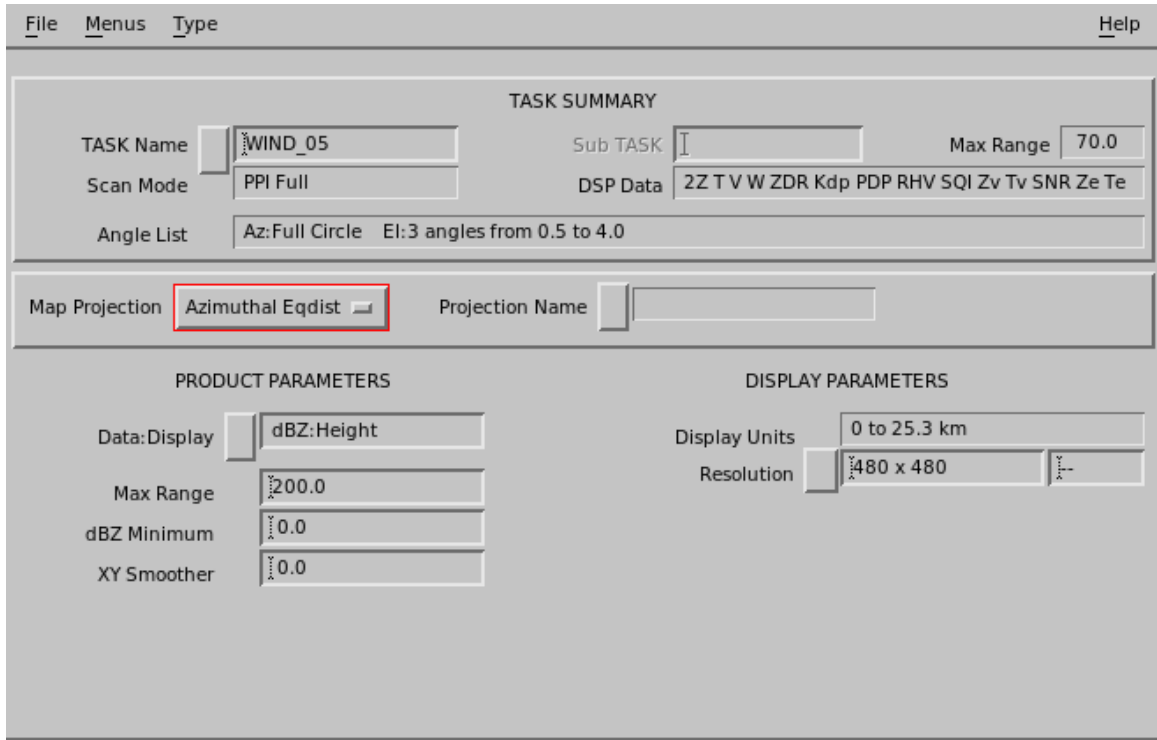 File Menus Type Help
TASK SUMMARY
TASK Name WIND_05 Sub TASK Max Range 70.0
Scan Mode PPI Full DSP Data 2Z T V W ZDR Kdp PDP RHV SQI Zv Tv SNR Ze Te
Angle List Az:Full Circle El:3 angles from 0.5 to 4.0
Map Projection Azimuthal Eqdist Projection Name
PRODUCT PARAMETERS DISPLAY PARAMETERS
Data:Display dBZ:Height Display Units 0 to 25.3 km
Resolution 480 x 480 --
Max Range 200.0
dBZ Minimum 0.0
XY Smoother 0.0